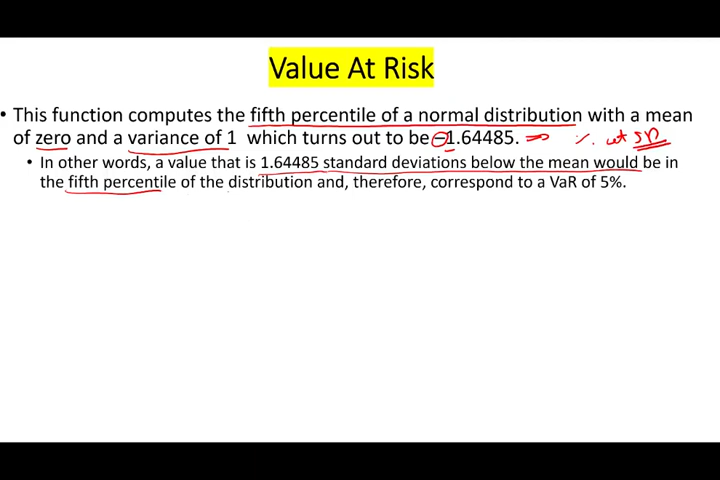 Value At Risk
• This function computes the fifth percentile of a normal distribution with a mean
of zero and a variance of 1 which turns out to be −1.64485. ⇒ %. of SD
• In other words, a value that is 1.64485 standard deviations below the mean would be in
the fifth percentile of the distribution and, therefore, correspond to a VaR of 5%.